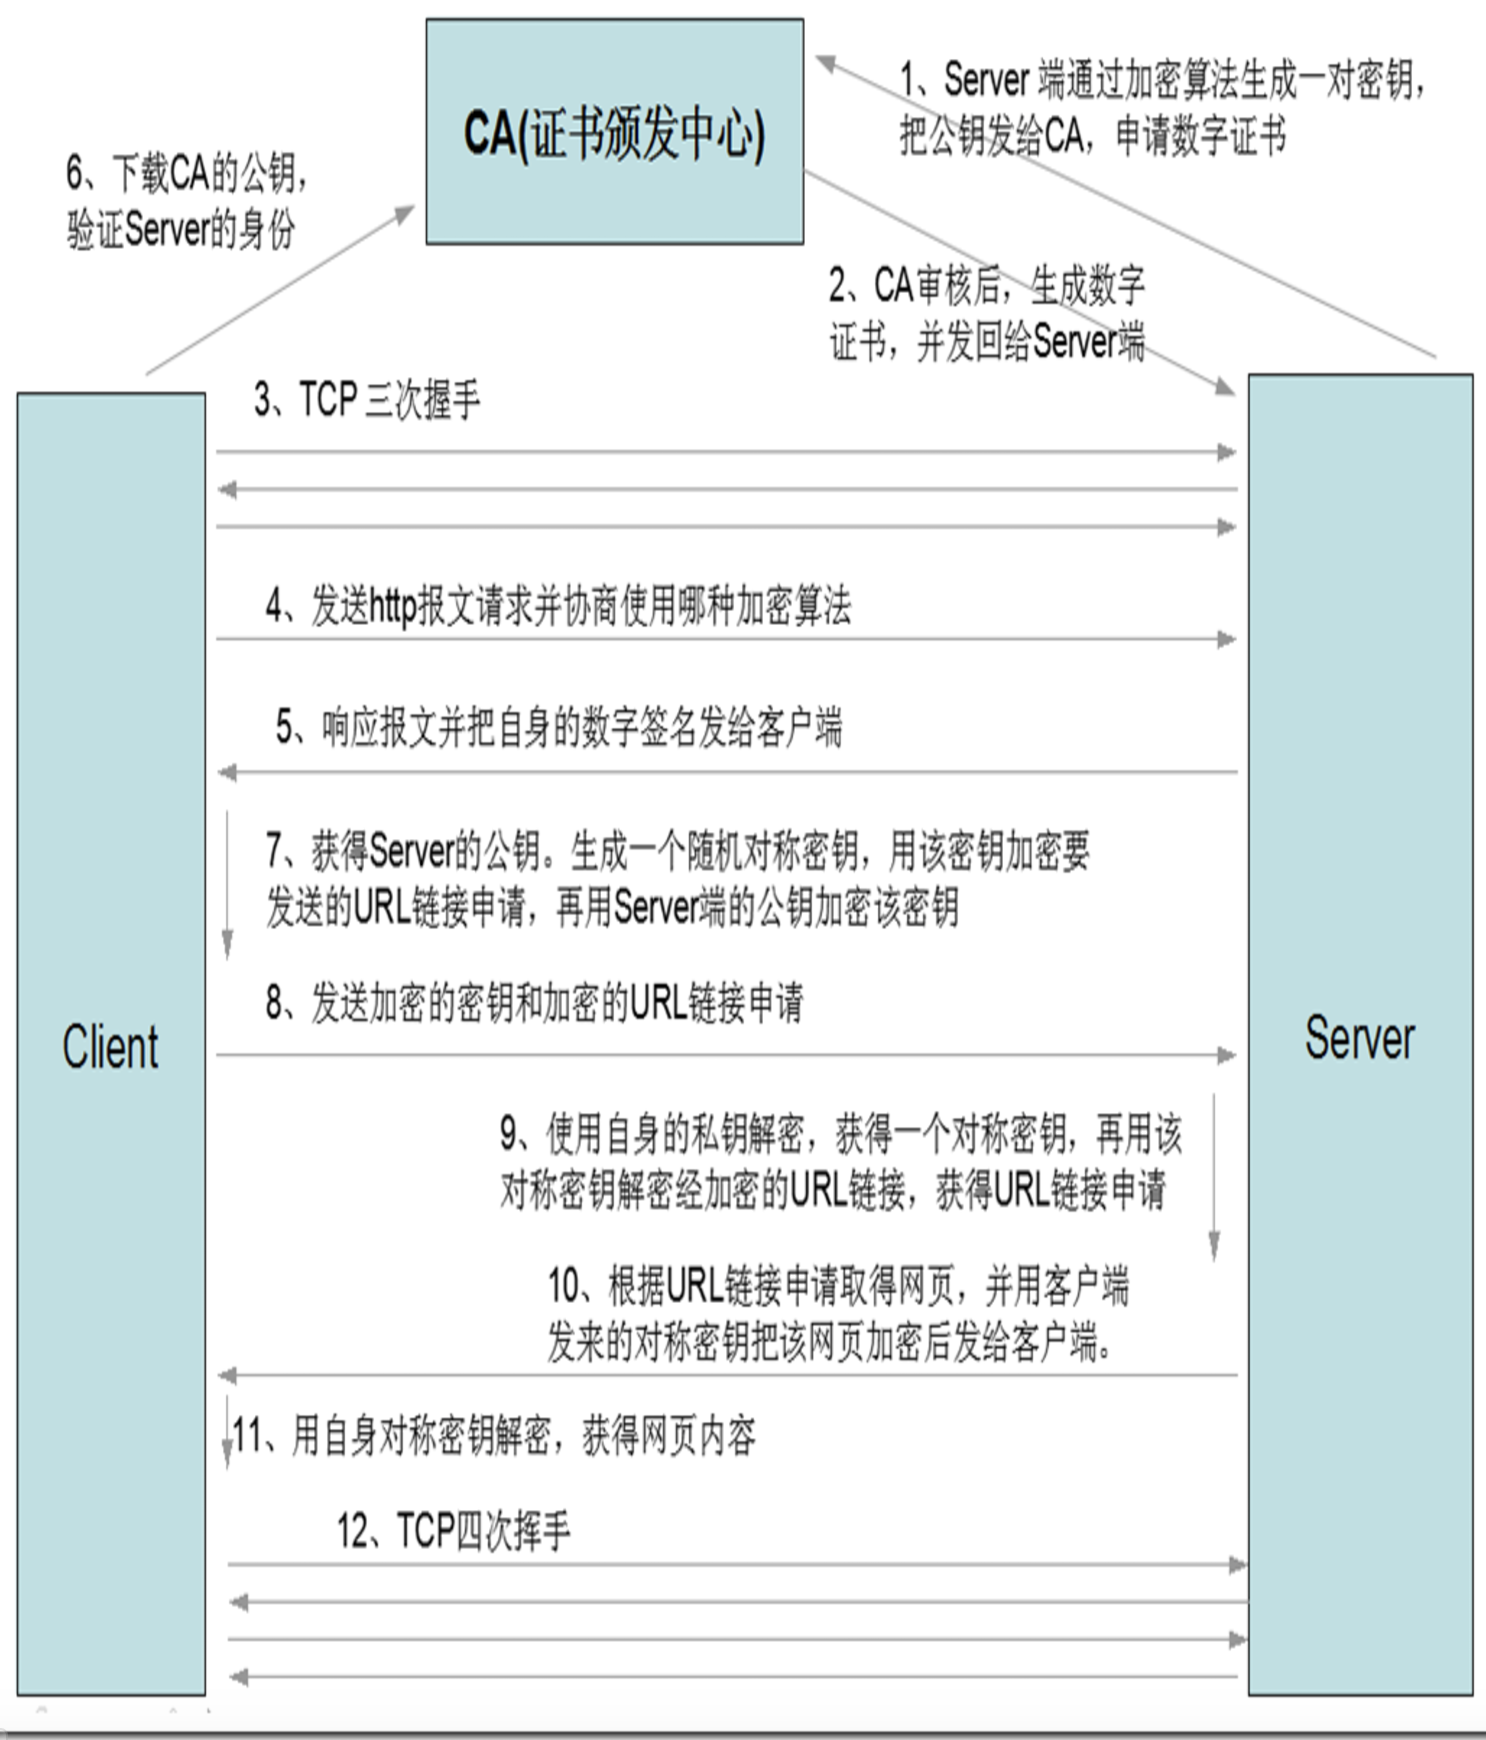 CA(证书颁发中心)
1、Server 端通过加密算法生成一对密钥，
把公钥发给CA，申请数字证书
6、下载CA的公钥，
验证Server的身份
2、CA审核后，生成数字
证书，并发回给Server端
3、TCP 三次握手
4、发送http报文请求并协商使用哪种加密算法
5、响应报文并把自身的数字签名发给客户端
7、获得Server的公钥。生成一个随机对称密钥，用该密钥加密要
发送的URL链接申请，再用Server端的公钥加密该密钥
8、发送加密的密钥和加密的URL链接申请
Client
Server
9、使用自身的私钥解密，获得一个对称密钥，再用该
对称密钥解密经加密的URL链接，获得URL链接申请
10、根据URL链接申请取得网页，并用客户端
发来的对称密钥把该网页加密后发给客户端。
11、用自身对称密钥解密，获得网页内容
12、TCP四次挥手